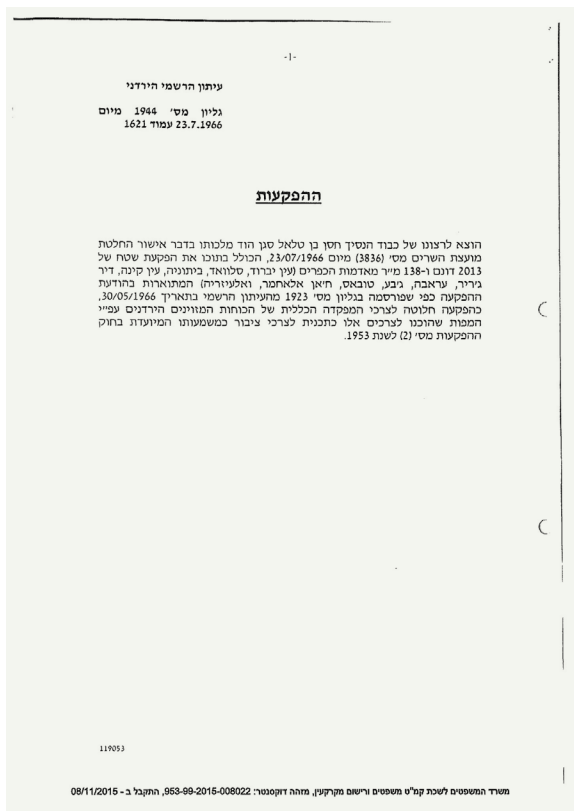 -1-
עיתון הרשמי הירדני
גליון מס׳ 1944 מיום
23.7.1966 עמוד 1621
ההפקעות
הוצא לרצונו של כבוד הנסיך חסן בן טלאל סגן הוד מלכותו בדבר אישור החלטת
מועצת השרים מס׳ (3836) מיום 23/07/1966, הכולל בתוכו את הפקעת שטח של
2013 דונם ו-138 מ״ר מאדמות הכפרים (עין יברוד, סלוואד, ביתוניה, עין קינה, דיר
ג׳ריר, עראבה, ג׳בע, טובאס, ח׳אן אלאחמר, ואלעיזריה) המתוארות בהודעת
ההפקעה כפי שפורסמה בגליון מס׳ 1923 מהעיתון הרשמי בתאריך 30/05/1966,
כהפקעה חלוטה לצרכי המפקדה הכללית של הכוחות המזויינים הירדנים עפ״י
המפות שהוכנו לצרכים אלו כתכנית לצרכי ציבור כמשמעותו המיועדת בחוק
ההפקעות מס׳ (2) לשנת 1953.
119053
משרד המשפטים לשכת קמ"ט משפטים ורישום מקרקעין, מזהה דוקסנטר: 953-99-2015-008022, התקבל ב - 08/11/2015